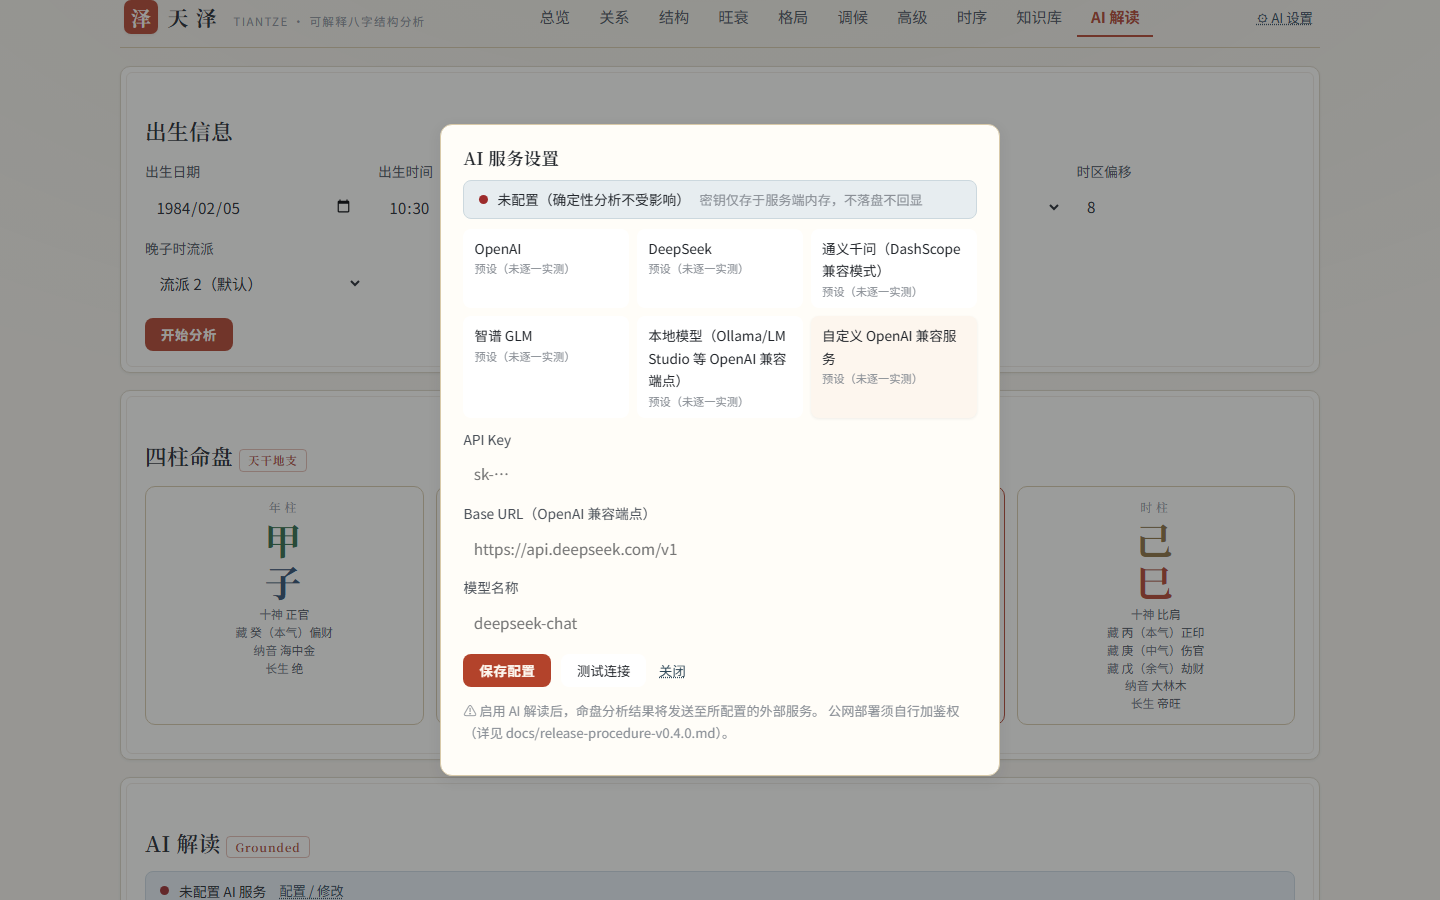 泽 天泽 TIANTZE · 可解释八字结构分析 总览 关系 结构 旺衰 格局 调候 高级 时序 知识库 AI 解读 ⚙ AI 设置
出生信息
出生日期 出生时间 时区偏移
1984/02/05 10:30 8
晚子时流派
流派 2（默认）
开始分析
四柱命盘 天干地支
年柱
甲
子
十神 正官
藏 癸（本气）偏财
纳音 海中金
长生 绝
时柱
己
巳
十神 比肩
藏 丙（本气）正印
藏 庚（中气）伤官
藏 戊（余气）劫财
纳音 大林木
长生 帝旺
AI 解读 Grounded
未配置 AI 服务 配置 / 修改
AI 服务设置
未配置（确定性分析不受影响） 密钥仅存于服务端内存，不落盘不回显
OpenAI
预设（未逐一实测）
DeepSeek
预设（未逐一实测）
通义千问（DashScope
兼容模式）
预设（未逐一实测）
智谱 GLM
预设（未逐一实测）
本地模型（Ollama/LM
Studio 等 OpenAI 兼容
端点）
预设（未逐一实测）
自定义 OpenAI 兼容服
务
预设（未逐一实测）
API Key
sk-…
Base URL（OpenAI 兼容端点）
https://api.deepseek.com/v1
模型名称
deepseek-chat
保存配置 测试连接 关闭
⚠ 启用 AI 解读后，命盘分析结果将发送至所配置的外部服务。 公网部署须自行加鉴权
（详见 docs/release-procedure-v0.4.0.md）。